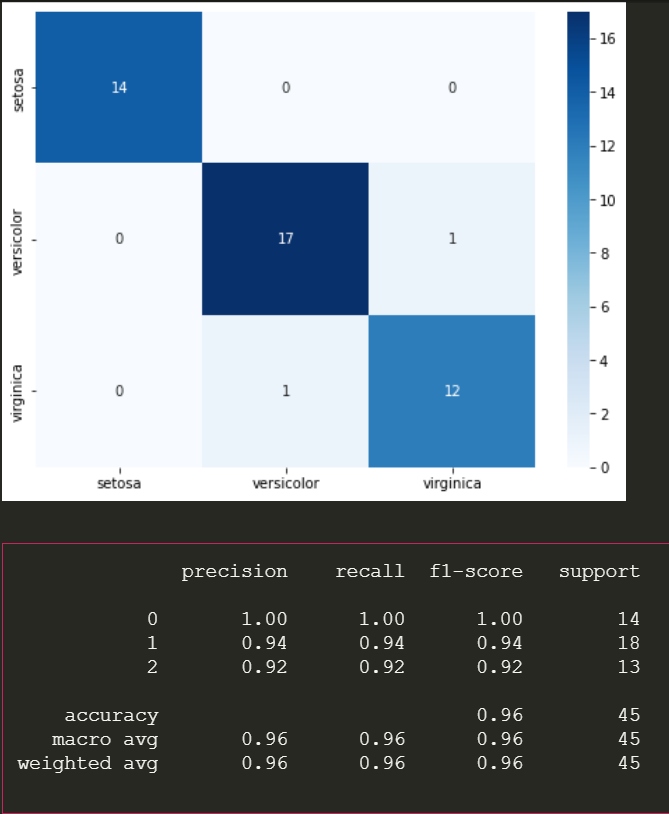 setosa 14 0 0 16
14
12
versicolor 0 17 1 10
8
6
virginica 0 1 12 4
2
0
setosa versicolor virginica
precision recall f1-score support
0 1.00 1.00 1.00 14
1 0.94 0.94 0.94 18
2 0.92 0.92 0.92 13
accuracy 0.96 45
macro avg 0.96 0.96 0.96 45
weighted avg 0.96 0.96 0.96 45